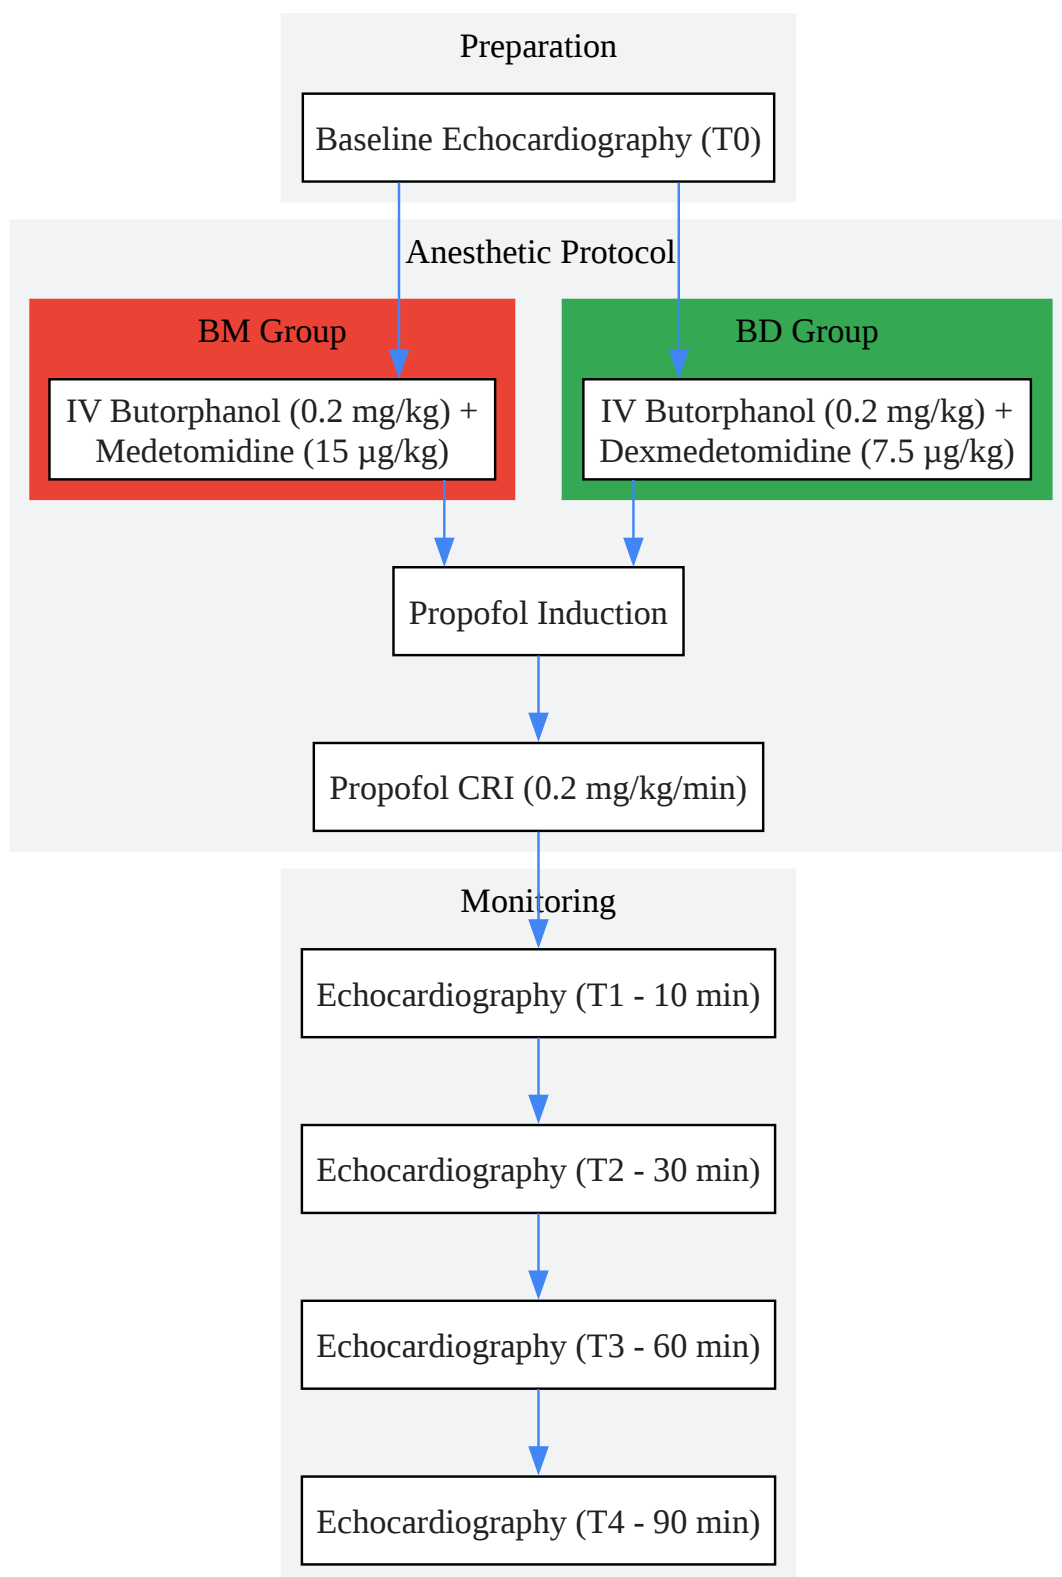 Preparation
Baseline Echocardiography (T0)
Anesthetic Protocol
BM Group
IV Butorphanol (0.2 mg/kg) +
Medetomidine (15 µg/kg)
BD Group
IV Butorphanol (0.2 mg/kg) +
Dexmedetomidine (7.5 µg/kg)
Propofol Induction
Propofol CRI (0.2 mg/kg/min)
Monitoring
Echocardiography (T1 - 10 min)
Echocardiography (T2 - 30 min)
Echocardiography (T3 - 60 min)
Echocardiography (T4 - 90 min)